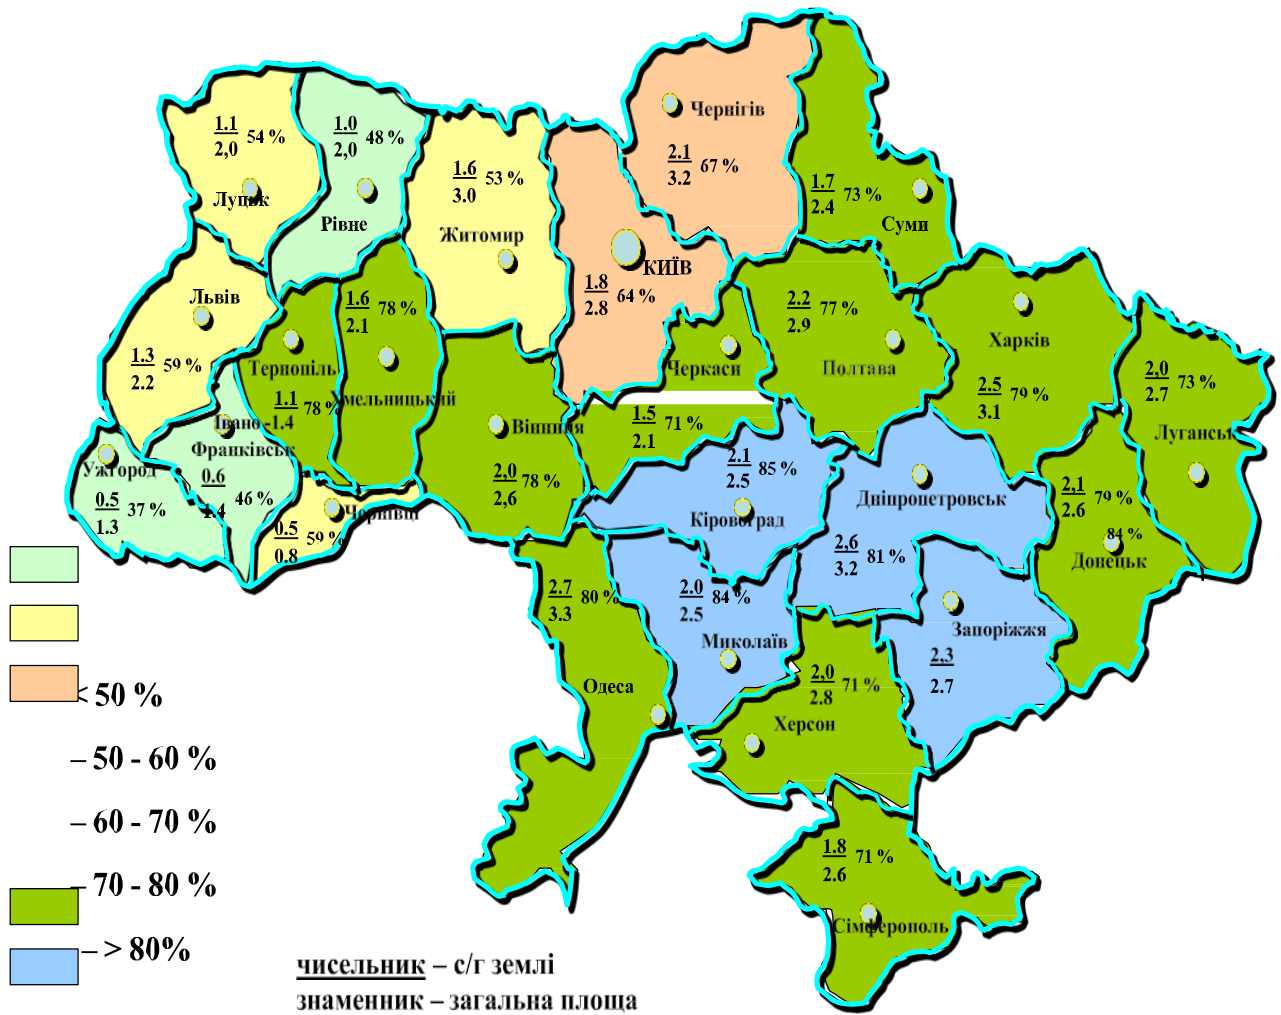 Чернігів
2.1 67 %
3.2
1.1 54 %
2,0
Луцьк
1.0 48 %
2,0
Рівне
1.6 53 %
3.0
Житомир
1.7 73 %
2.4
Суми
КИЇВ
1.8 64 %
2.8
Львів
1.3 59 %
2.2
1.6 78 %
2.1
Хмельницький
Тернопіль
1.1 78 %
1.4
Івано -
Франківськ
0.6 46 %
1.4
Ужгород
0.5 37 %
1.3
Чернівці
0.5 59 %
0.8
Вінниця
2,0 78 %
2,6
Черкаси
1.5 71 %
2.1
2.2 77 %
2.9
Полтава
Харків
2.5 79 %
3.1
2,0 73 %
2.7
Луганськ
2.1 85 %
2.5
Кіровоград
Дніпропетровськ
2,6 81 %
3.2
2,1 79 %
2.6
84 %
Донецьк
2.7 80 %
3.3
Одеса
2.0 84 %
2.5
Миколаїв
Запоріжжя
2,3
2.7
2,0 71 %
2.8
Херсон
1.8 71 %
2.6
Сімферополь
< 50 %
– 50 - 60 %
– 60 - 70 %
– 70 - 80 %
– > 80%
чисельник – с/г землі
знаменник – загальна площа